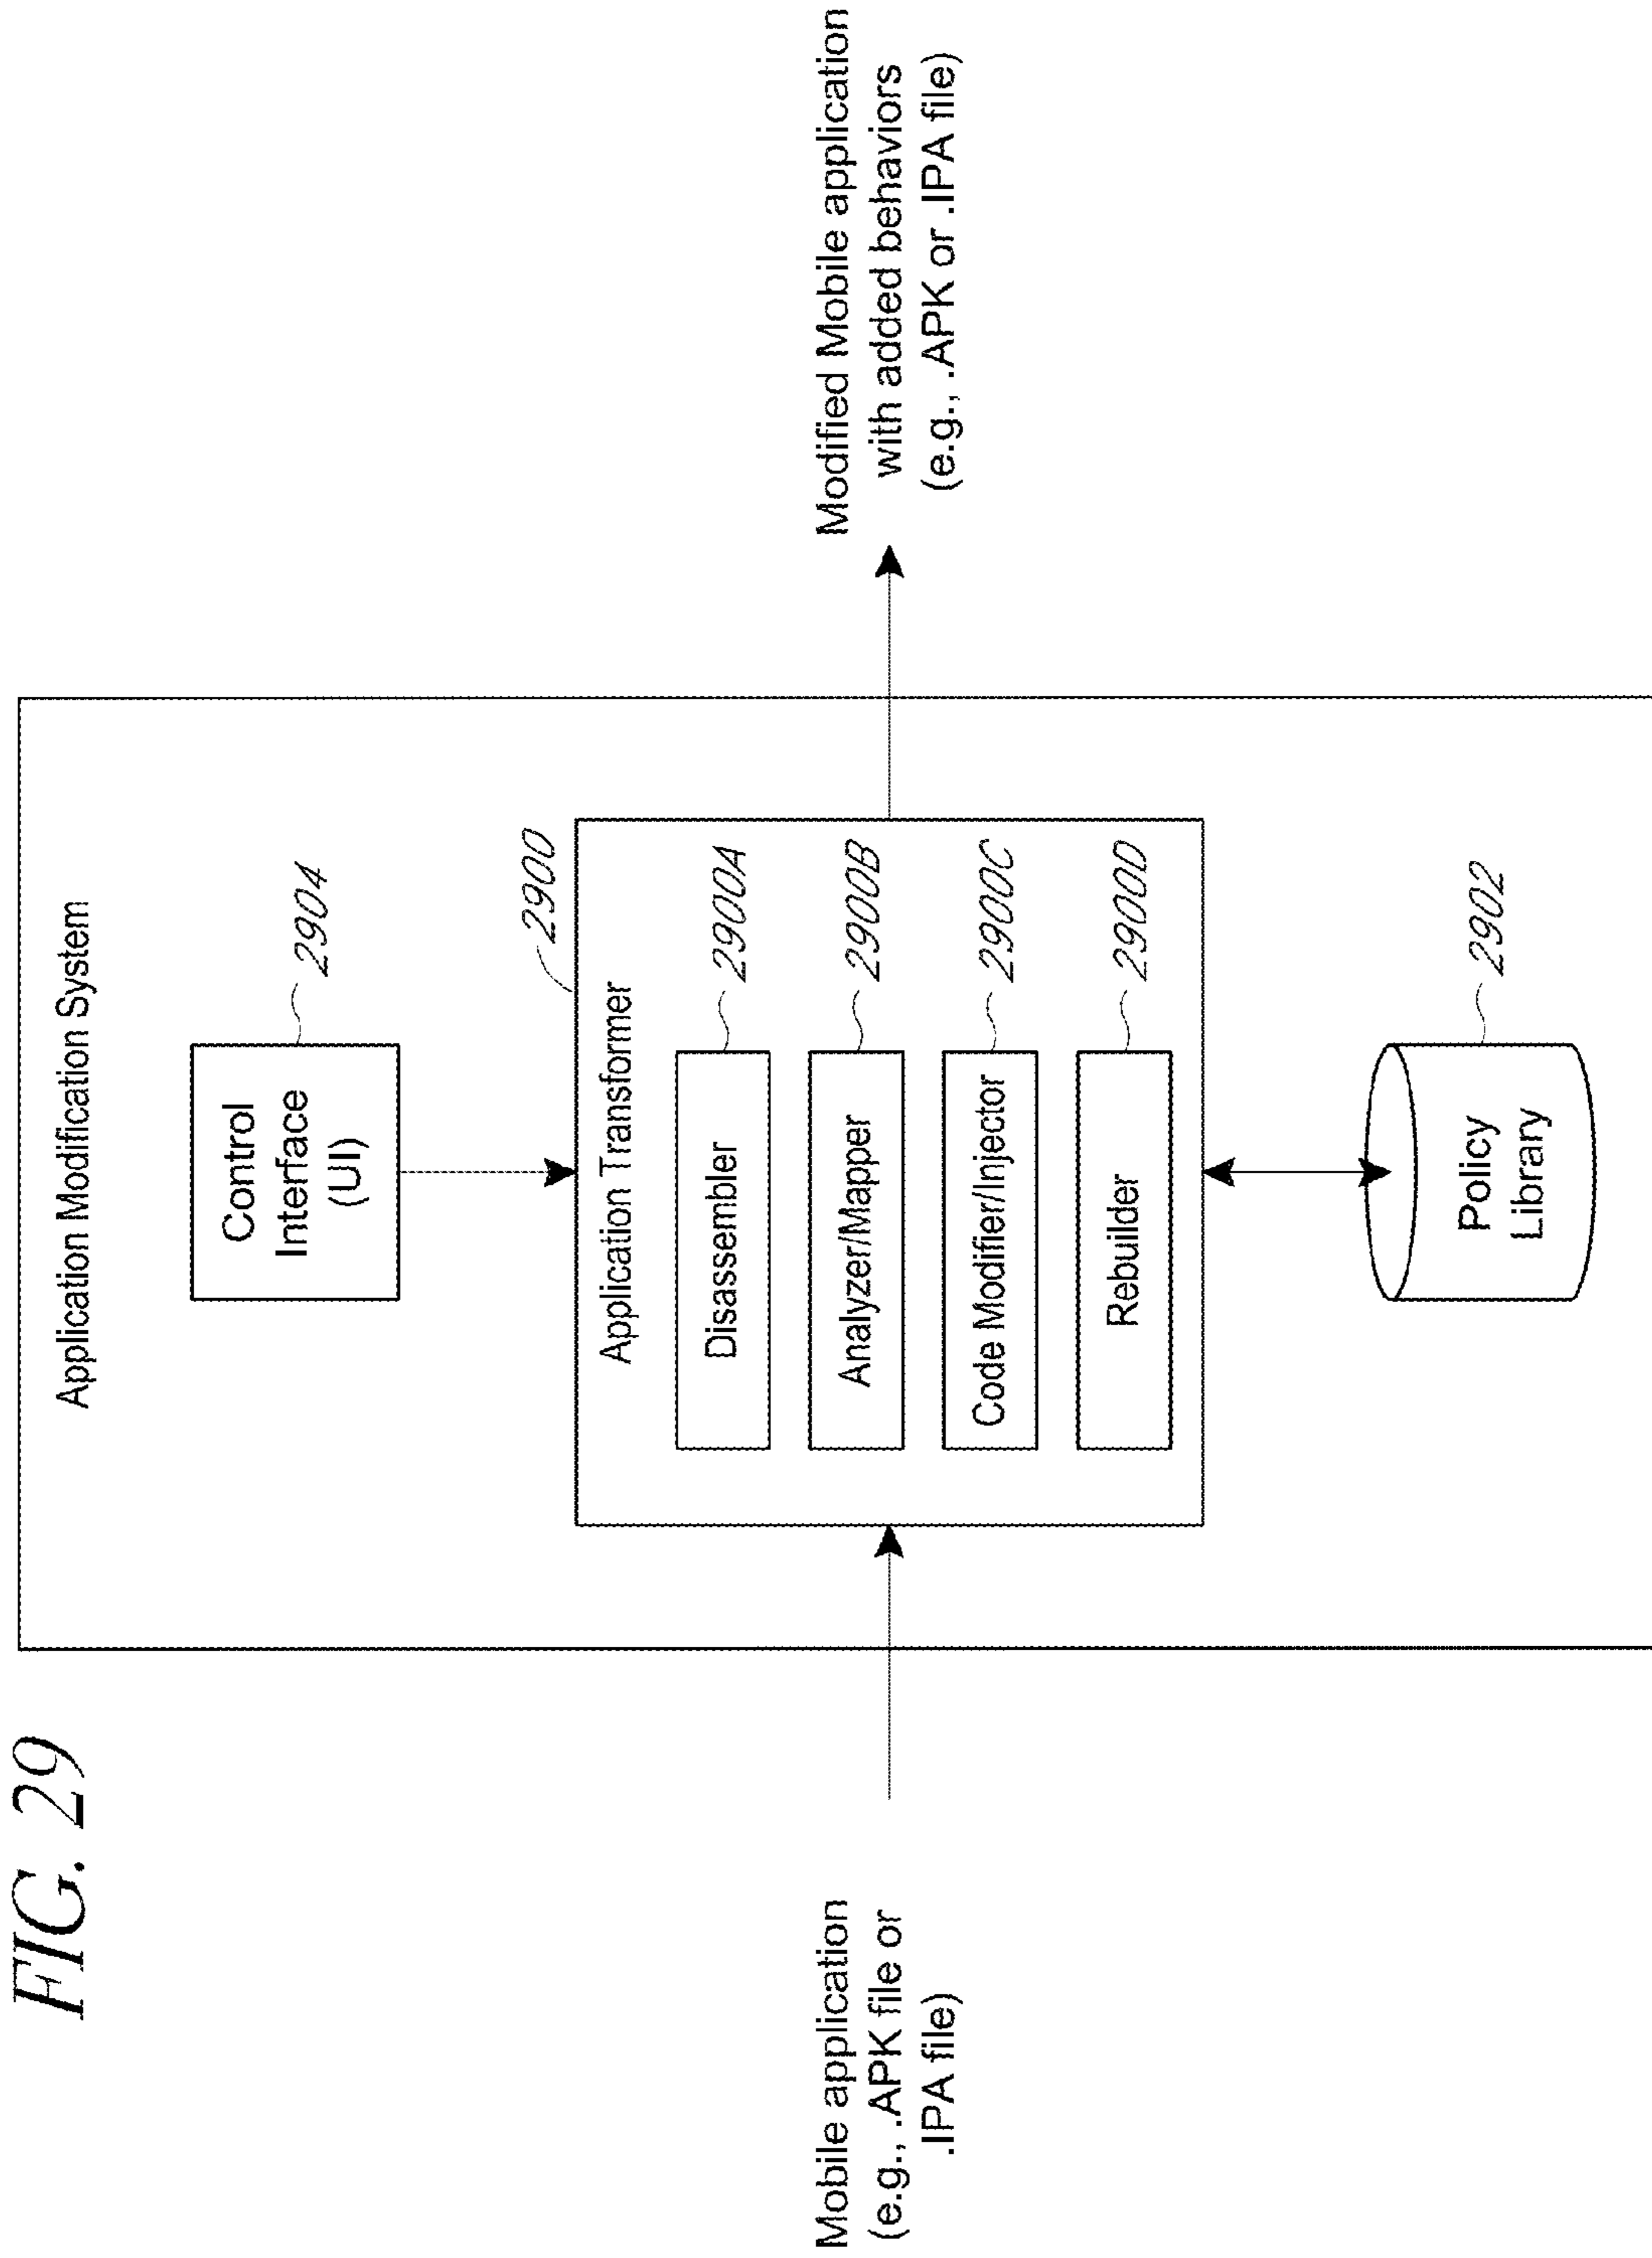 FIG. 29
Application Modification System
Control
Interface
(UI)
2904
2900
Application Transformer
Disassembler
2900A
Analyzer/Mapper
2900B
Code Modifier/Injector
2900C
Rebuilder
2900D
Policy
Library
2902
Mobile application
(e.g., .APK file or
.IPA file)
Modified Mobile application
with added behaviors
(e.g., .APK or .IPA file)